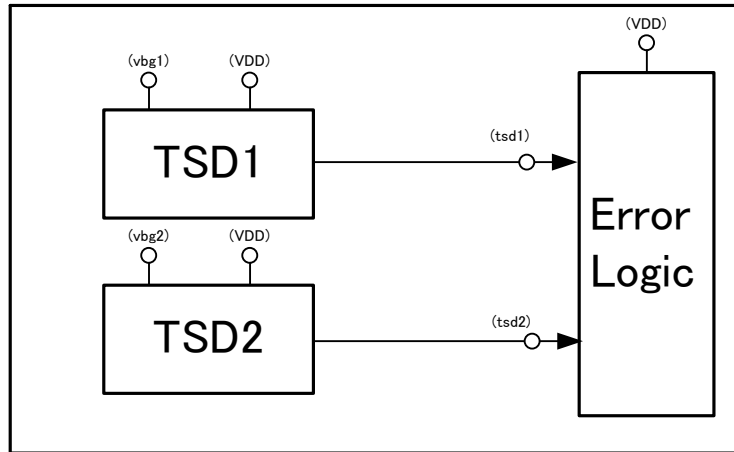 (vbg1) (VDD) (VDD)
TSD1
(tsd1)
(vbg2) (VDD)
TSD2
(tsd2)
Error
Logic